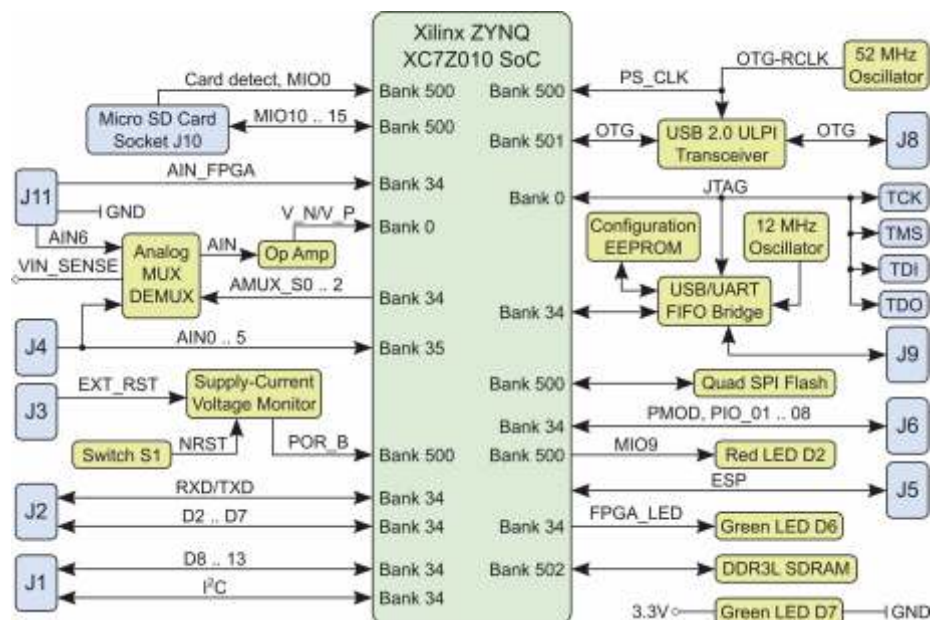 Xilinx ZYNQ
XC7Z010 SoC
Card detect, MIO0
Bank 500
Micro SD Card
Socket J10
MIO10 .. 15
Bank 500
J11
AIN_FPGA
Bank 34
GND
V_N/V_P
Bank 0
AIN6
Analog
MUX
DEMUX
AIN
Op Amp
VIN_SENSE
AMUX_S0 .. 2
Bank 34
J4
AIN0 .. 5
Bank 35
J3
EXT_RST
Supply-Current
Voltage Monitor
Switch S1
NRST
POR_B
Bank 500
J2
RXD/TXD
Bank 34
D2 .. D7
Bank 34
J1
D8 .. 13
Bank 34
I²C
Bank 34
Bank 500
PS_CLK
OTG-RCLK
52 MHz
Oscillator
Bank 501
OTG
USB 2.0 ULPI
Transceiver
OTG
J8
Bank 0
JTAG
TCK
TMS
TDI
TDO
Configuration
EEPROM
12 MHz
Oscillator
Bank 34
USB/UART
FIFO Bridge
J9
Bank 500
Quad SPI Flash
Bank 34
PMOD, PIO_01 .. 08
J6
Bank 500
MIO9
Red LED D2
ESP
J5
Bank 34
FPGA_LED
Green LED D6
Bank 502
DDR3L SDRAM
3.3V
Green LED D7
GND